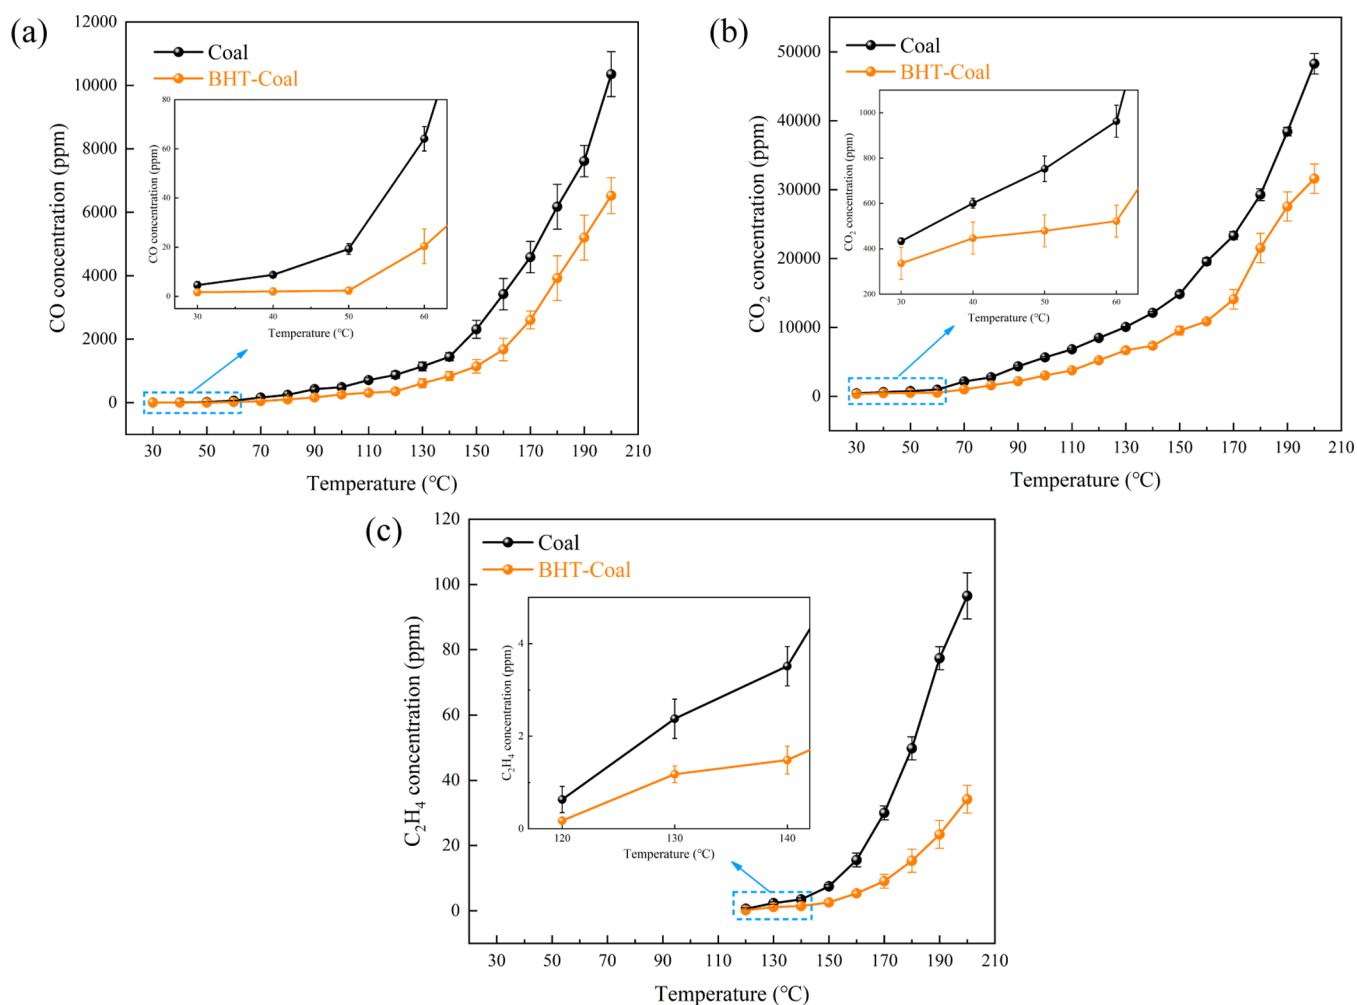 (a)
12000
10000
8000
6000
4000
2000
0
CO concentration (ppm)
Coal
BHT-Coal
80
60
40
20
0
CO concentration (ppm)
30 40 50 60
Temperature (℃)
30 50 70 90 110 130 150 170 190 210
Temperature (℃)
(b)
50000
40000
30000
20000
10000
0
CO₂ concentration (ppm)
Coal
BHT-Coal
1000
800
600
400
200
CO₂ concentration (ppm)
30 40 50 60
Temperature (℃)
30 50 70 90 110 130 150 170 190 210
Temperature (℃)
(c)
120
100
80
60
40
20
0
C₂H₄ concentration (ppm)
Coal
BHT-Coal
4
2
0
C₂H₄ concentration (ppm)
120 130 140
Temperature (℃)
30 50 70 90 110 130 150 170 190 210
Temperature (℃)